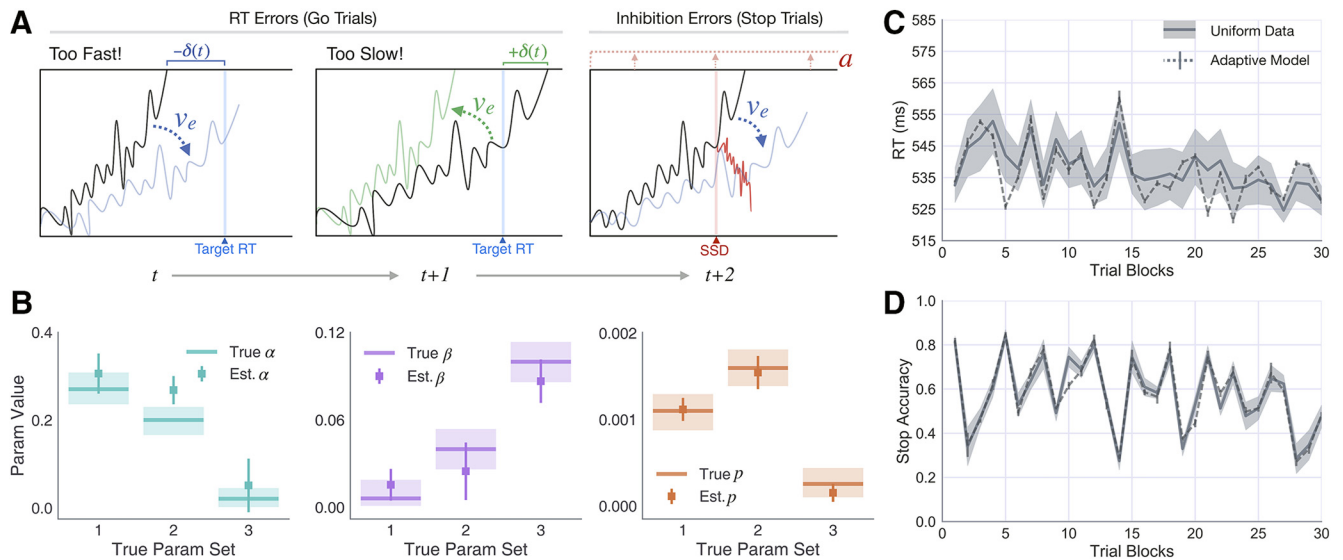 A
RT Errors (Go Trials)
Inhibition Errors (Stop Trials)
Too Fast!
−δ(t)
Too Slow!
+δ(t)
a
vₑ
vₑ
vₑ
Target RT
Target RT
SSD
t
t+1
t+2
B
Param Value
0.4
0.2
0.0
True α
Est. α
1 2 3
True Param Set
0.12
0.06
0.00
True β
Est. β
1 2 3
True Param Set
0.002
0.001
0.000
True p
Est. p
1 2 3
True Param Set
C
RT (ms)
585
575
565
555
545
535
525
515
Uniform Data
Adaptive Model
0 5 10 15 20 25 30
Trial Blocks
D
Stop Accuracy
1.0
0.8
0.6
0.4
0.2
0.0
0 5 10 15 20 25 30
Trial Blocks